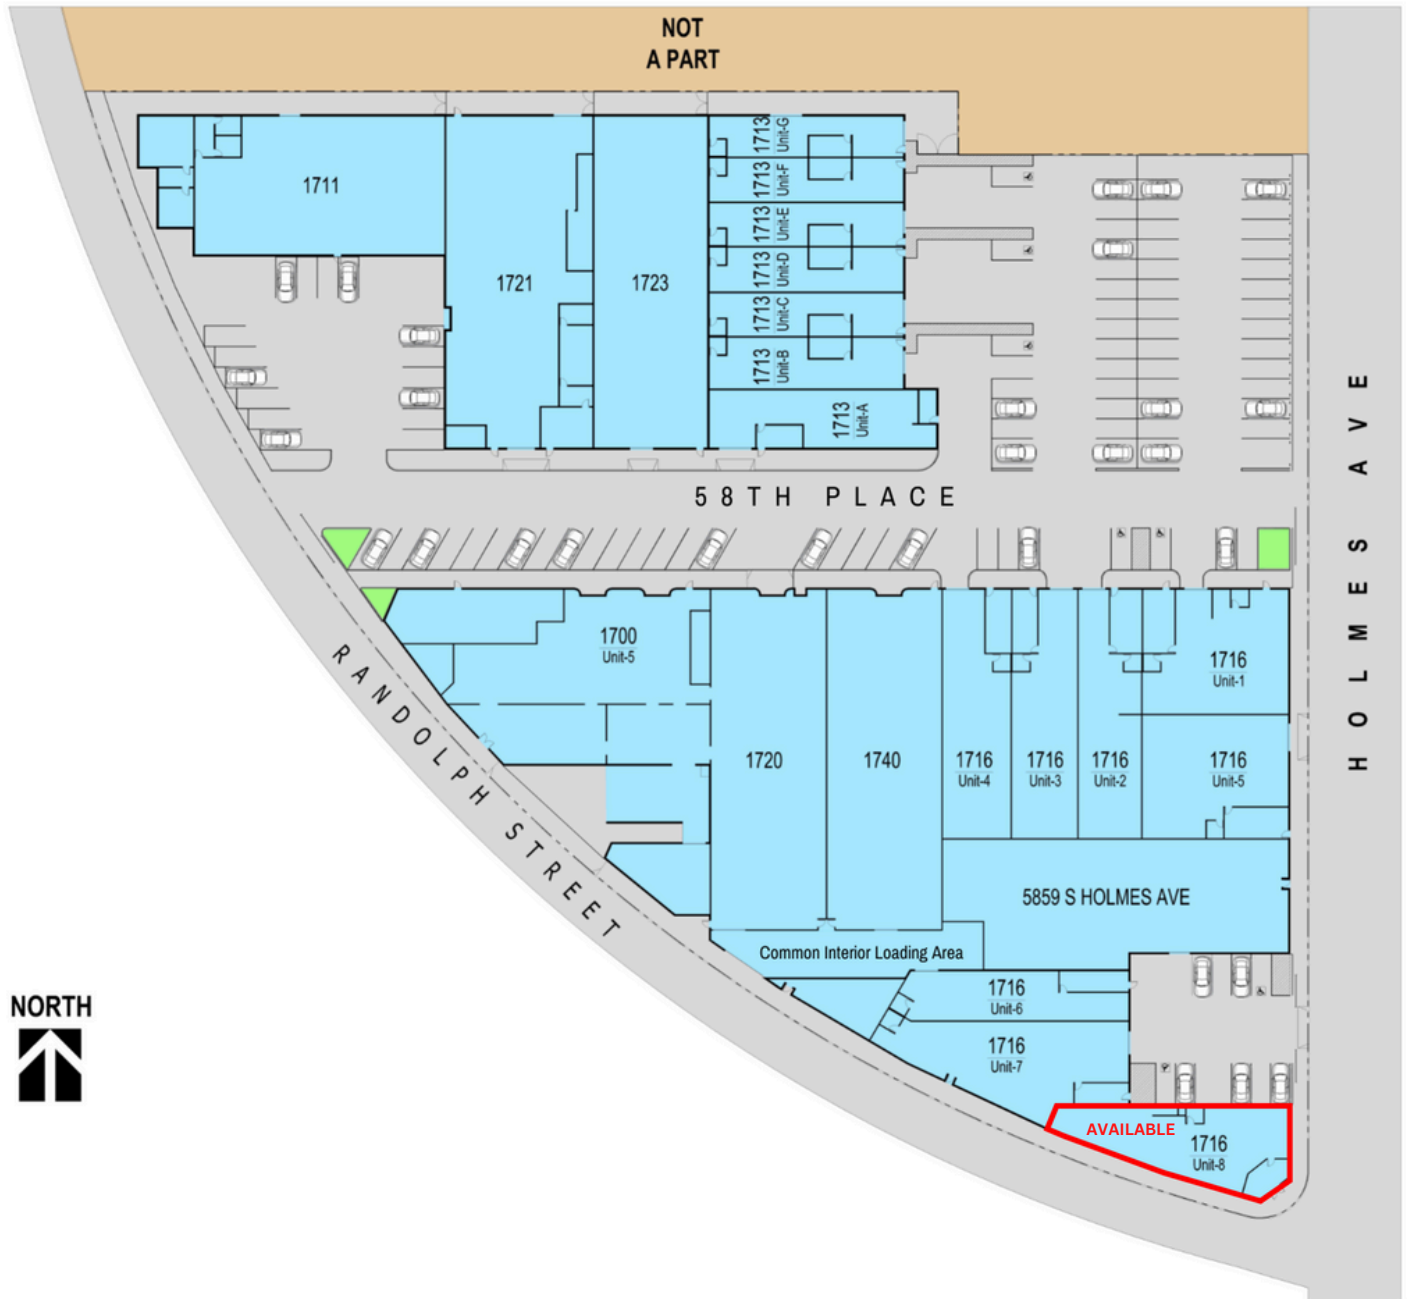 NOT
A PART
1711
1721
1723
1713
Unit-G
1713
Unit-F
1713
Unit-E
1713
Unit-D
1713
Unit-C
1713
Unit-B
1713
Unit-A
58TH PLACE
HOLMES AVE
RANDOLPH STREET
1700
Unit-5
1720
1740
1716
Unit-4
1716
Unit-3
1716
Unit-2
1716
Unit-1
1716
Unit-5
5859 S HOLMES AVE
Common Interior Loading Area
1716
Unit-6
1716
Unit-7
AVAILABLE
1716
Unit-8
NORTH